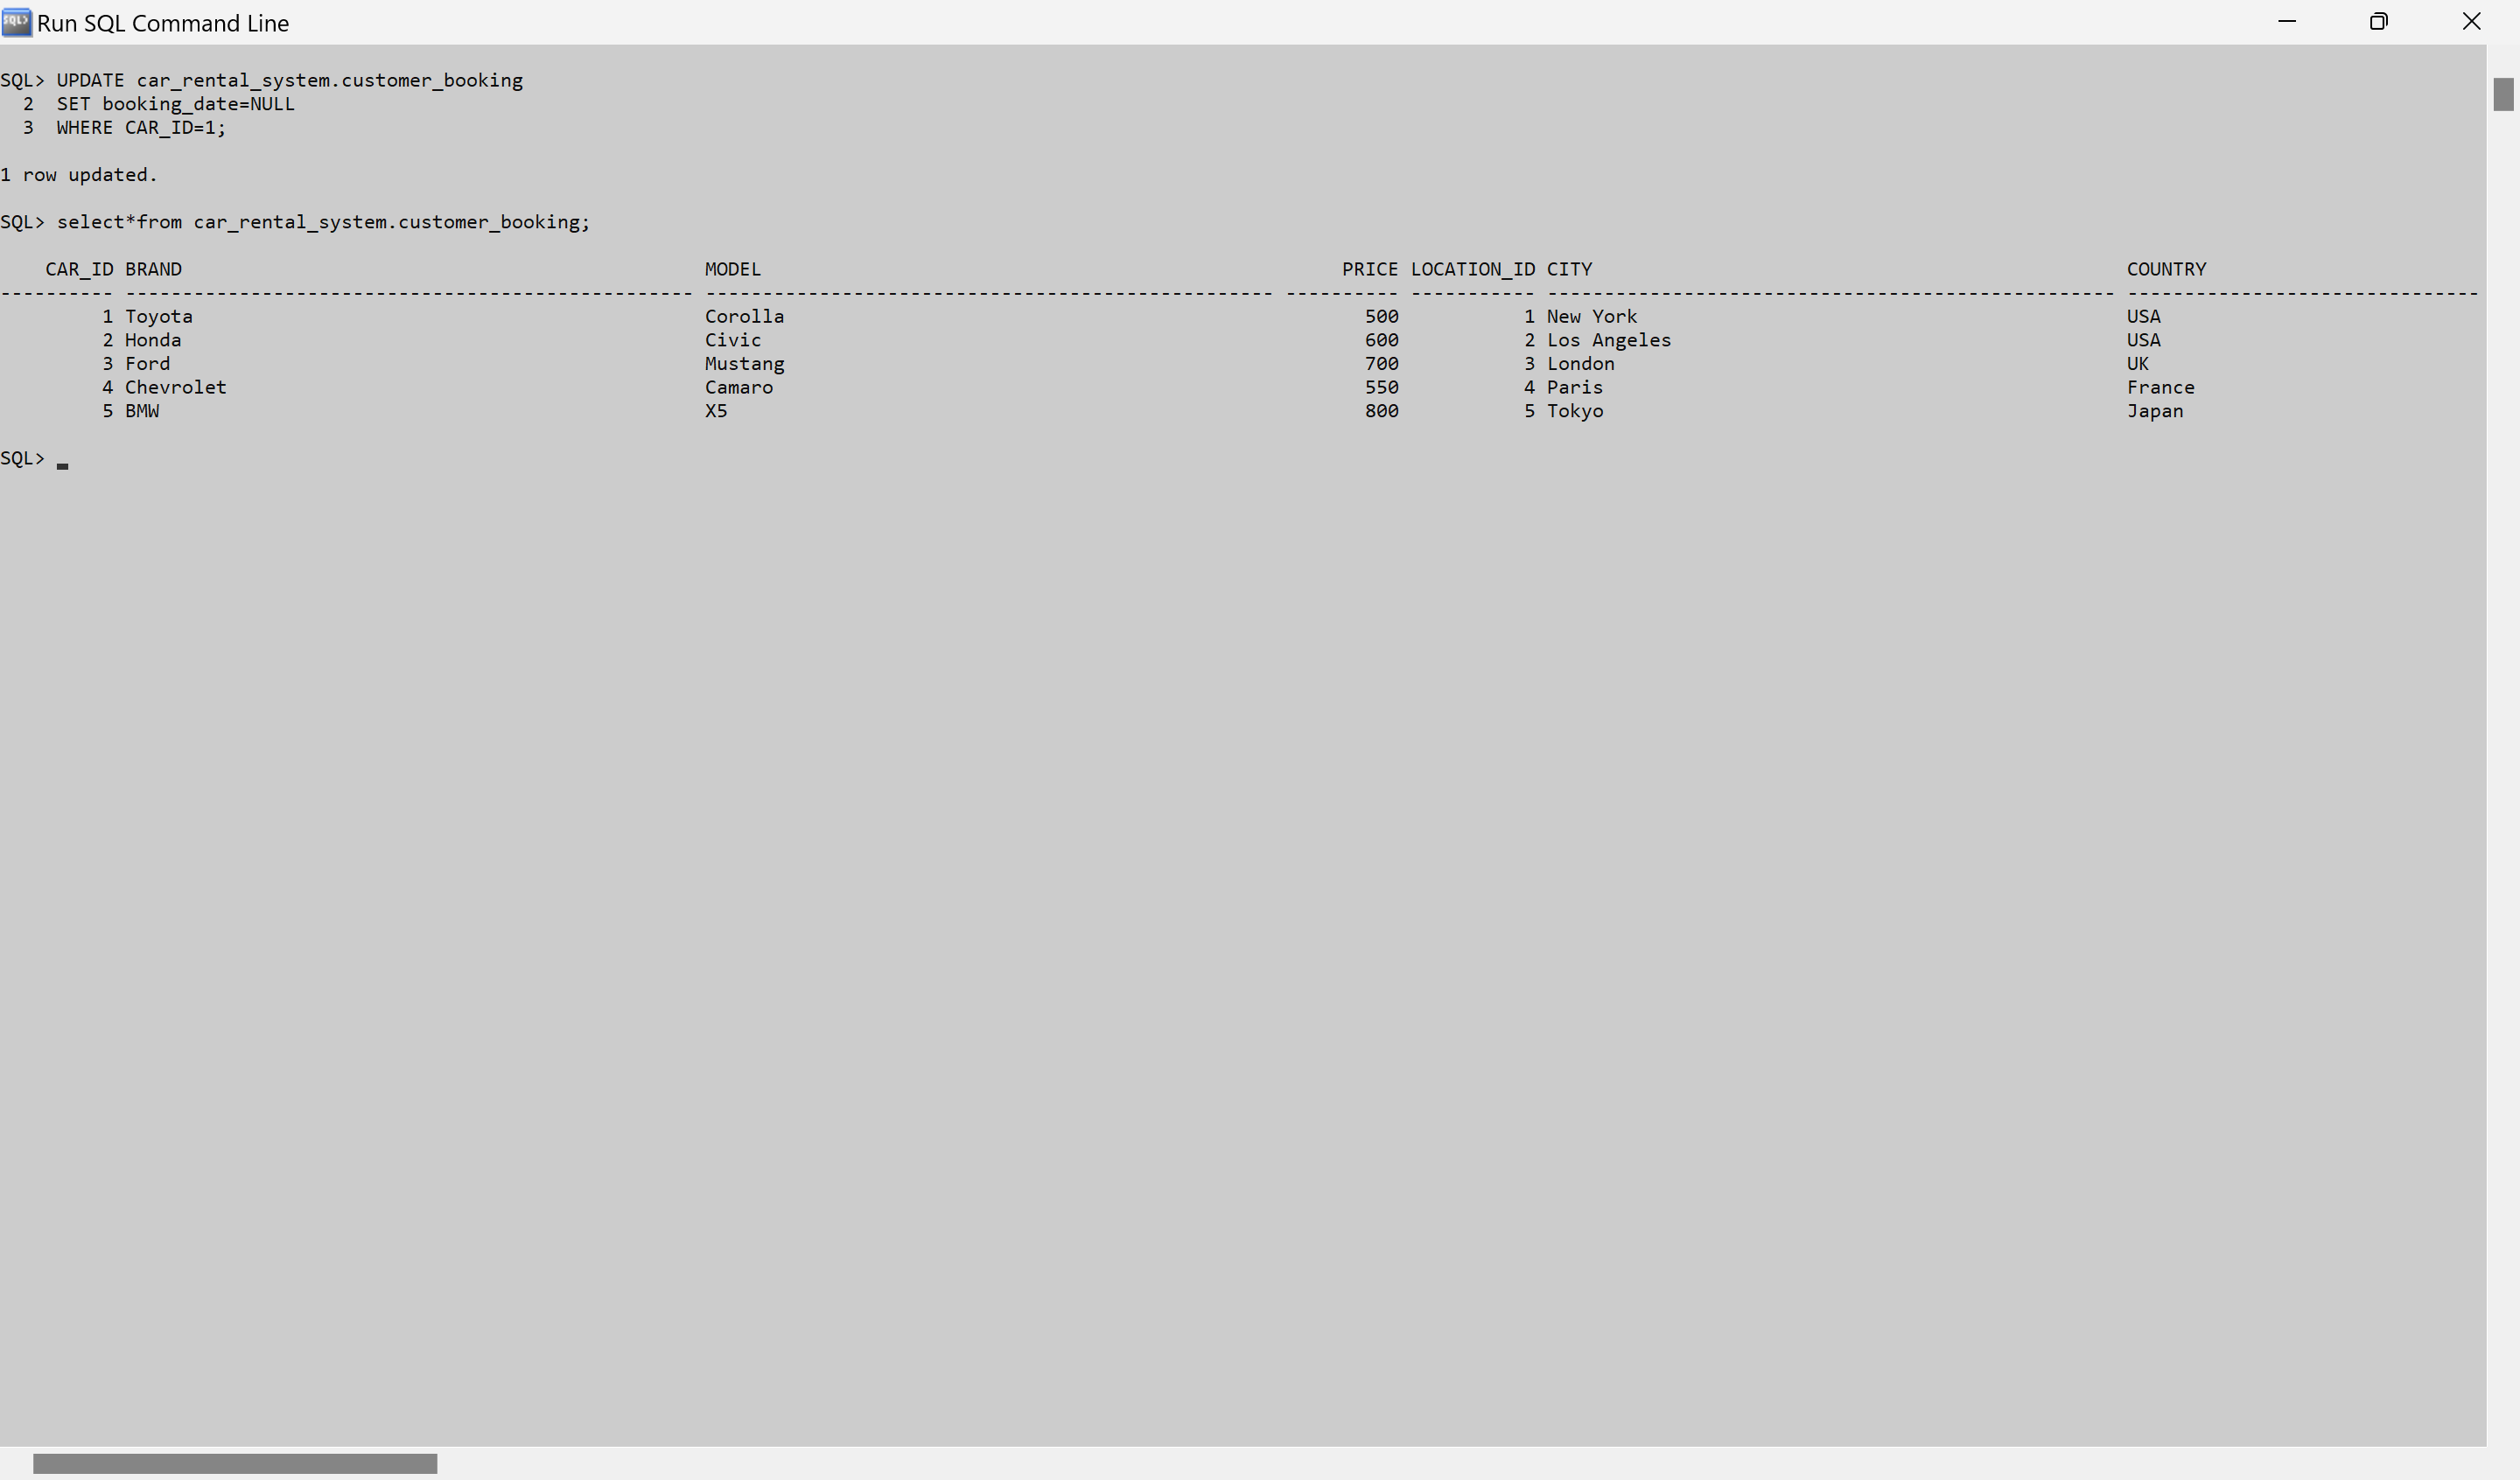 Run SQL Command Line
SQL> UPDATE car_rental_system.customer_booking
  2  SET booking_date=NULL
  3  WHERE CAR_ID=1;
1 row updated.
SQL> select*from car_rental_system.customer_booking;
    CAR_ID BRAND                                              MODEL                                                   PRICE LOCATION_ID CITY                                               COUNTRY
---------- -------------------------------------------------- -------------------------------------------------- ---------- ----------- -------------------------------------------------- -------------------------------
         1 Toyota                                             Corolla                                                   500           1 New York                                           USA
         2 Honda                                              Civic                                                     600           2 Los Angeles                                        USA
         3 Ford                                               Mustang                                                   700           3 London                                             UK
         4 Chevrolet                                          Camaro                                                    550           4 Paris                                              France
         5 BMW                                                X5                                                        800           5 Tokyo                                              Japan
SQL>